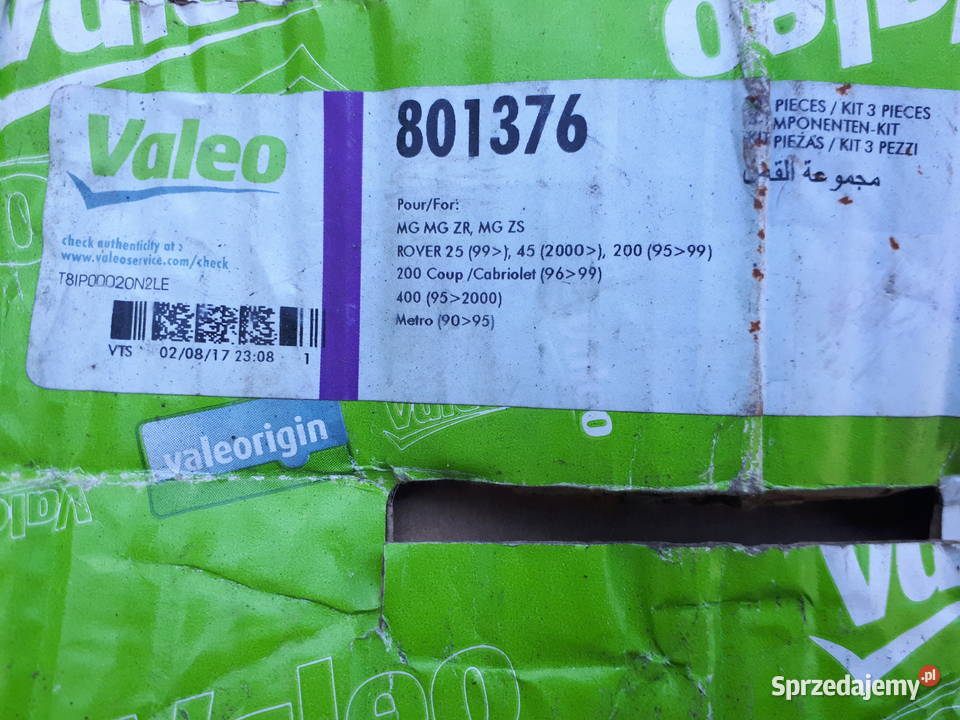 Valeo
801376
PIECES / KIT 3 PIECES
MPONENTEN-KIT
KIT PIEZAS / KIT 3 PEZZI
مجموعة
Pour/For:
MG MG ZR, MG ZS
ROVER 25 (99>), 45 (2000>), 200 (95>99)
200 Coup /Cabriolet (96>99)
400 (95>2000)
Metro (90>95)
check authenticity at :
www.valeoservice.com/check
T8IP00020N2LE
VTS 02/08/17 23:08 1
valeorigin
Valeo
Sprzedajemy.pl